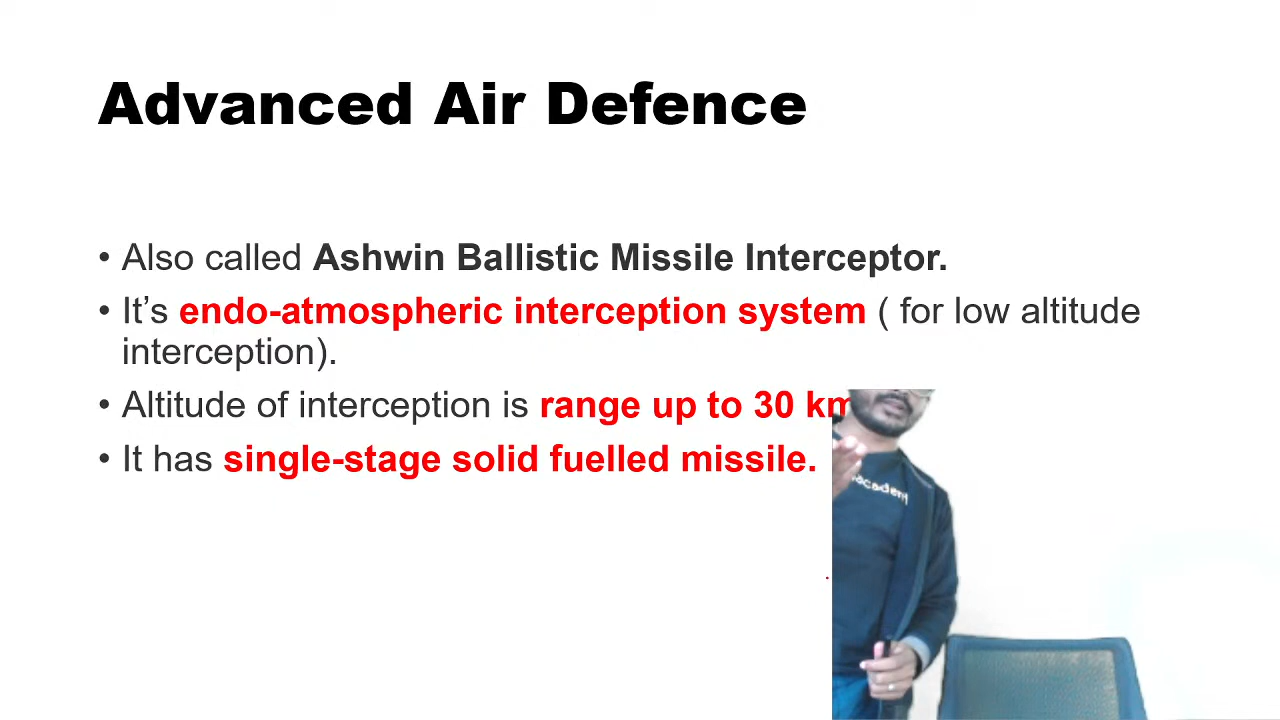 Advanced Air Defence
• Also called Ashwin Ballistic Missile Interceptor.
• It’s endo-atmospheric interception system ( for low altitude
interception).
• Altitude of interception is range up to 30 km
• It has single-stage solid fuelled missile.